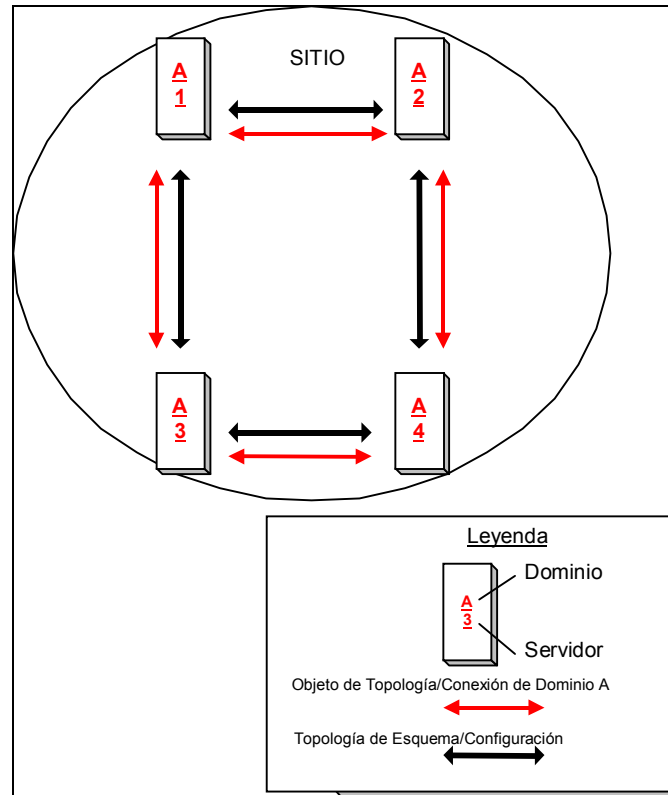 SITIO
A
1
A
2
A
3
A
4
Leyenda
Dominio
A
3
Servidor
Objeto de Topología/Conexión de Dominio A
Topología de Esquema/Configuración